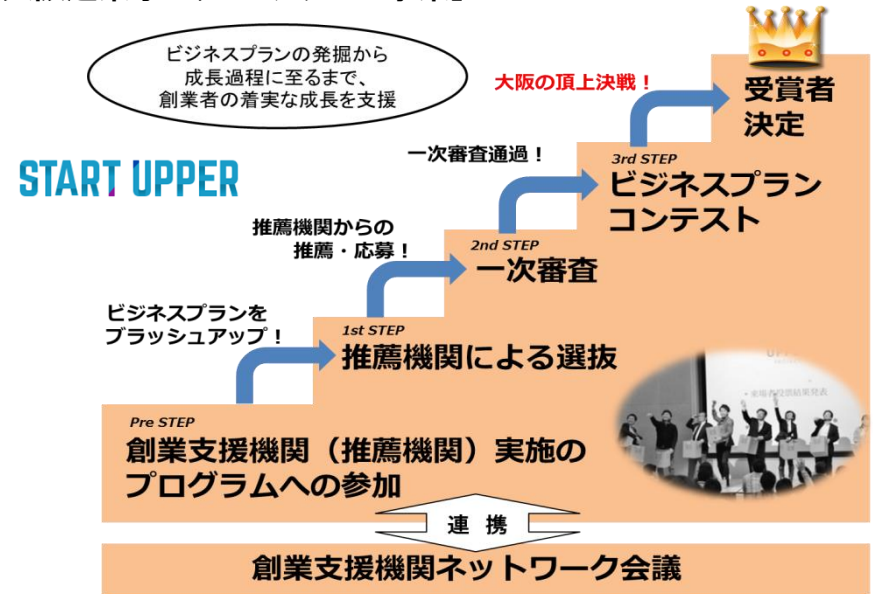 ビジネスプランの発掘から
成長過程に至るまで、
創業者の着実な成長を支援
大阪の頂上決戦！
受賞者
決定
START UPPER
一次審査通過！
3rd STEP
ビジネスプラン
コンテスト
推薦機関からの
推薦・応募！
2nd STEP
一次審査
ビジネスプランを
ブラッシュアップ！
1st STEP
推薦機関による選抜
Pre STEP
創業支援機関（推薦機関）実施の
プログラムへの参加
連 携
創業支援機関ネットワーク会議